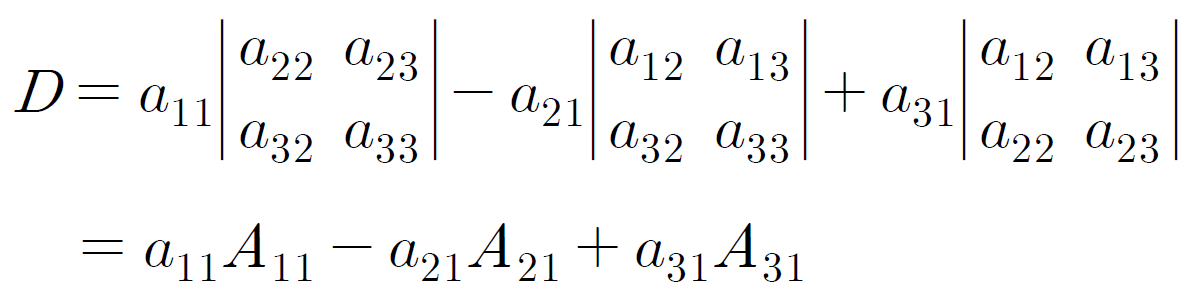 D = a₁₁ | a₂₂ a₂₃ | − a₂₁ | a₁₂ a₁₃ | + a₃₁ | a₁₂ a₁₃ |
| a₃₂ a₃₃ | | a₃₂ a₃₃ | | a₂₂ a₂₃ |
= a₁₁A₁₁ − a₂₁A₂₁ + a₃₁A₃₁